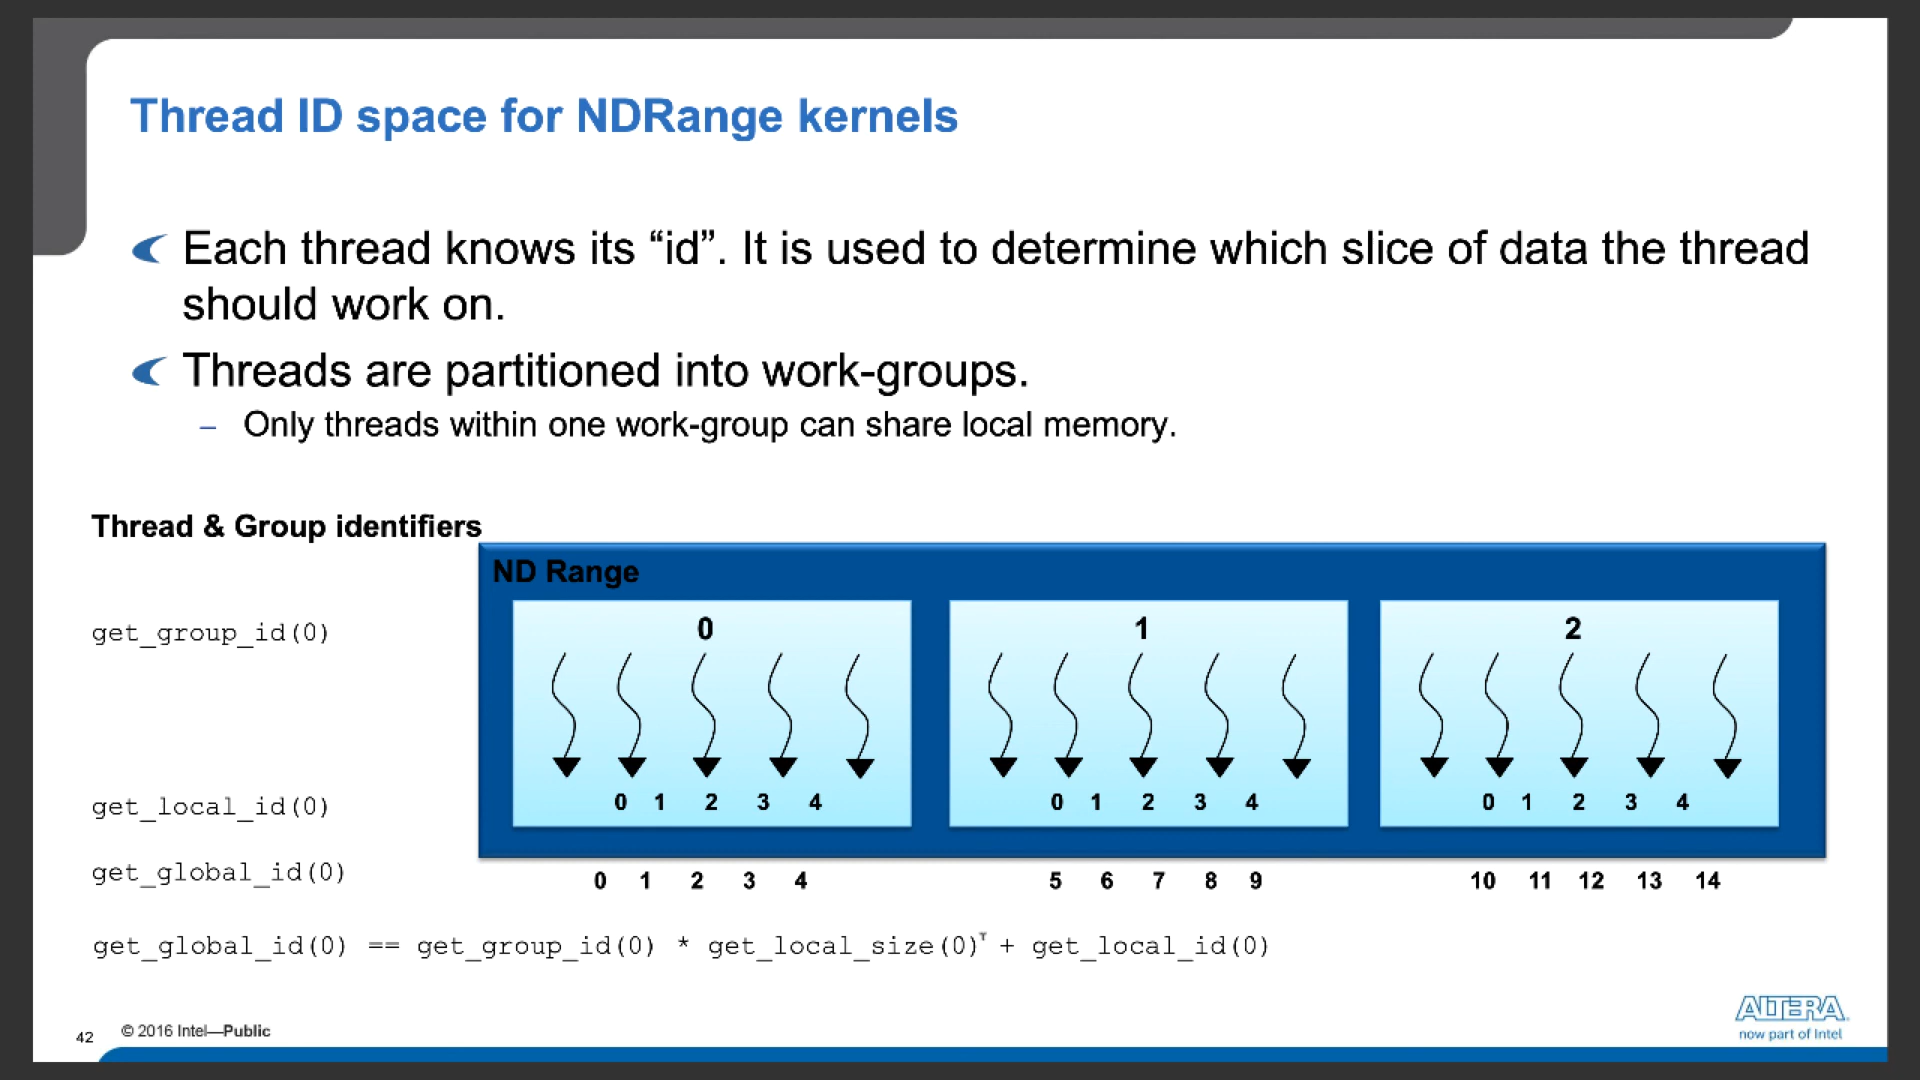 Thread ID space for NDRange kernels
Each thread knows its “id”. It is used to determine which slice of data the thread
should work on.
Threads are partitioned into work-groups.
– Only threads within one work-group can share local memory.
Thread & Group identifiers
ND Range
get_group_id(0) 0 1 2
get_local_id(0) 0 1 2 3 4 0 1 2 3 4 0 1 2 3 4
get_global_id(0) 0 1 2 3 4 5 6 7 8 9 10 11 12 13 14
get_global_id(0) == get_group_id(0) * get_local_size(0) + get_local_id(0)
42 © 2016 Intel—Public
ALTERA
now part of Intel